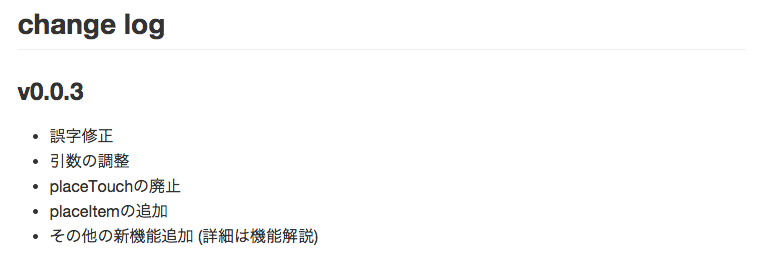 change log
v0.0.3
• 誤字修正
• 引数の調整
• placeTouchの廃止
• placeItemの追加
• その他の新機能追加 (詳細は機能解説)